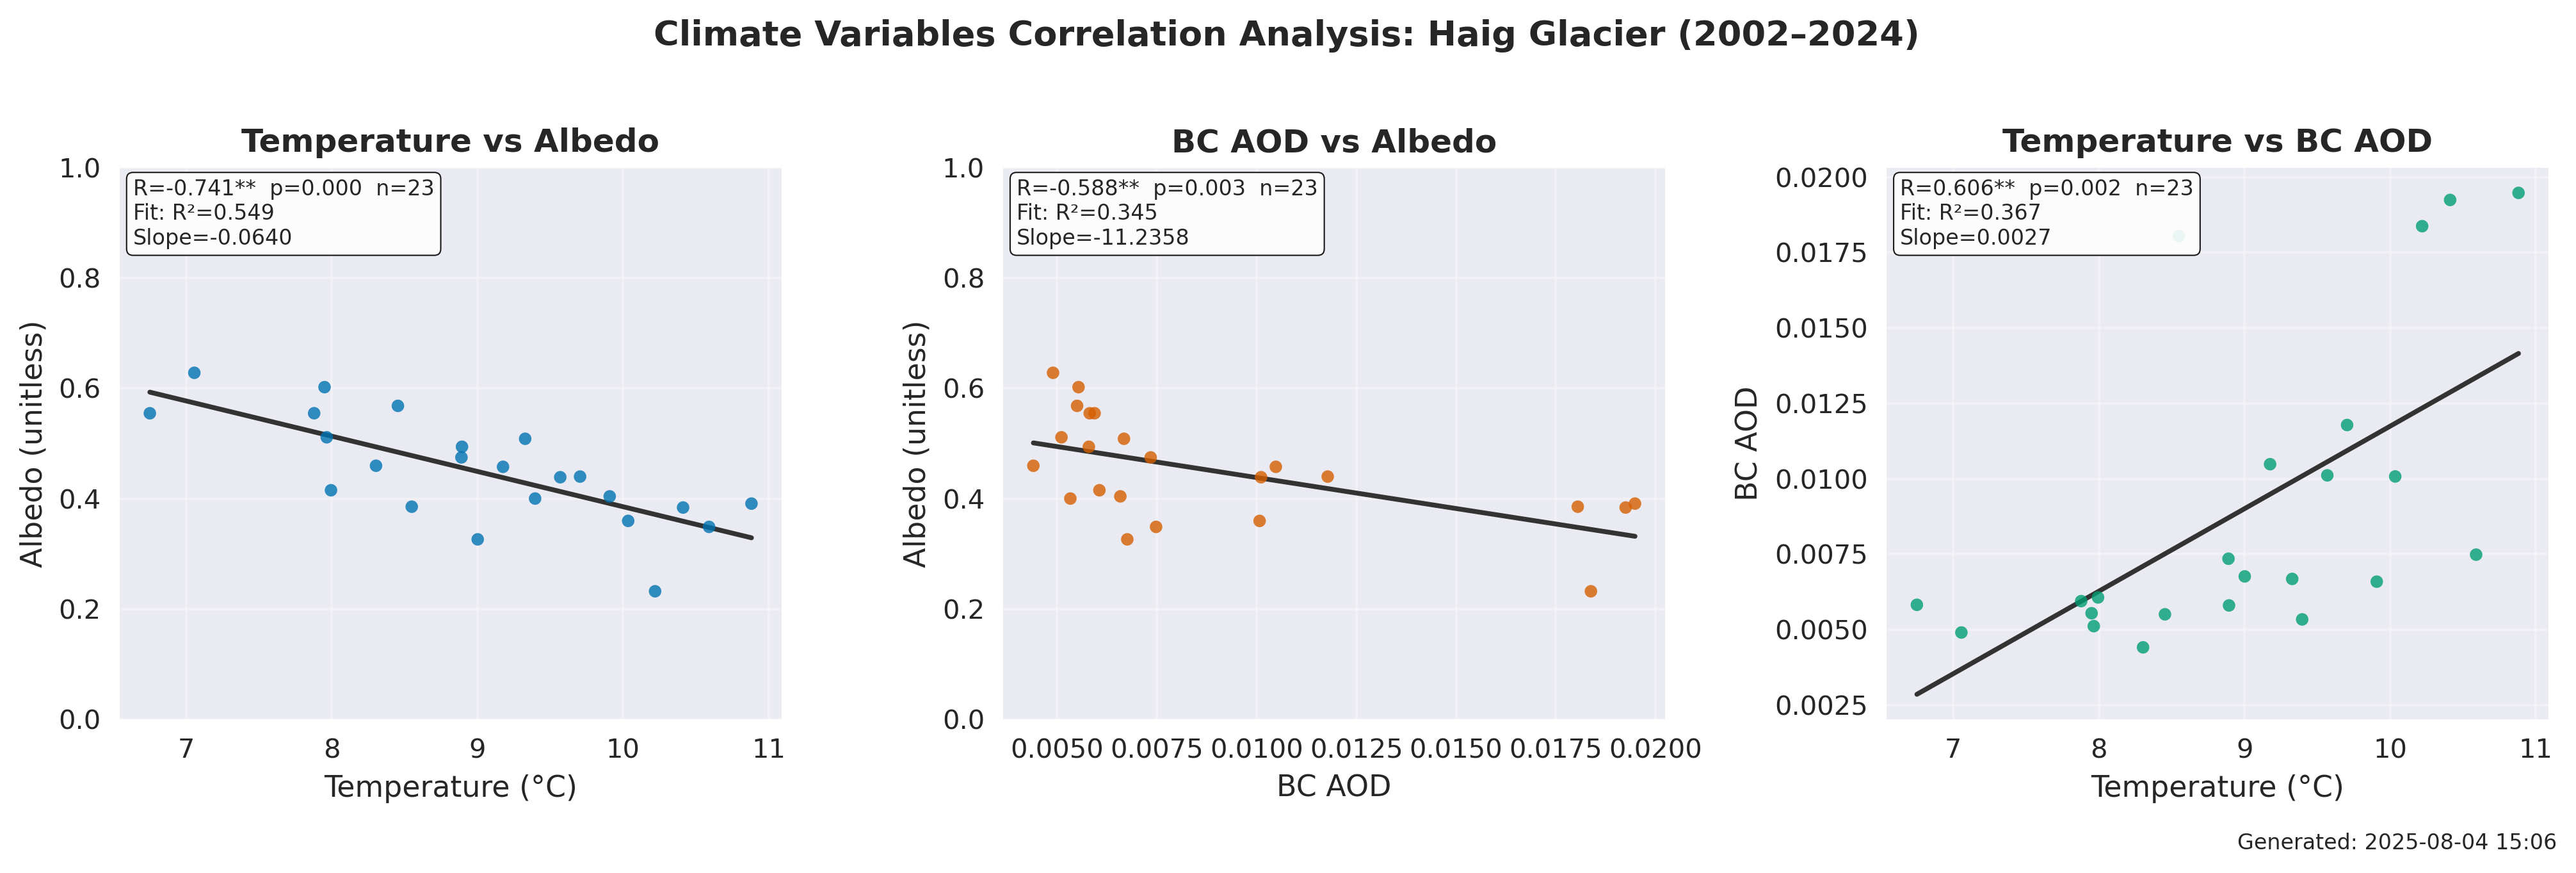 Climate Variables Correlation Analysis: Haig Glacier (2002–2024)
Temperature vs Albedo
R=-0.741**  p=0.000  n=23
Fit: R²=0.549
Slope=-0.0640
1.0
0.8
0.6
0.4
0.2
0.0
Albedo (unitless)
7 8 9 10 11
Temperature (°C)
BC AOD vs Albedo
R=-0.588**  p=0.003  n=23
Fit: R²=0.345
Slope=-11.2358
1.0
0.8
0.6
0.4
0.2
0.0
Albedo (unitless)
0.0050 0.0075 0.0100 0.0125 0.0150 0.0175 0.0200
BC AOD
Temperature vs BC AOD
R=0.606**  p=0.002  n=23
Fit: R²=0.367
Slope=0.0027
0.0200
0.0175
0.0150
0.0125
0.0100
0.0075
0.0050
0.0025
BC AOD
7 8 9 10 11
Temperature (°C)
Generated: 2025-08-04 15:06